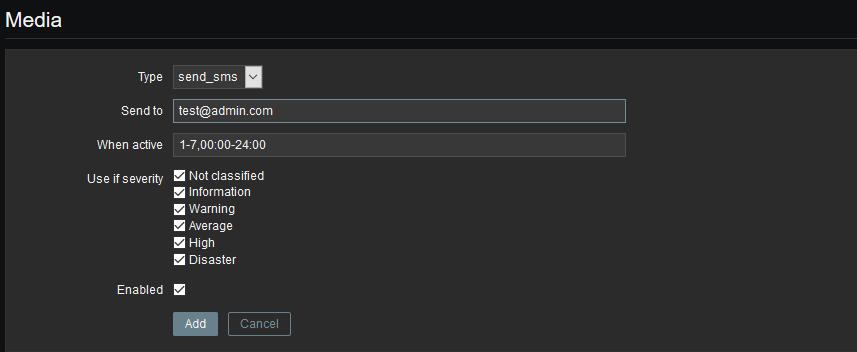 Media
Type send_sms
Send to test@admin.com
When active 1-7,00:00-24:00
Use if severity Not classified
Information
Warning
Average
High
Disaster
Enabled
Add Cancel